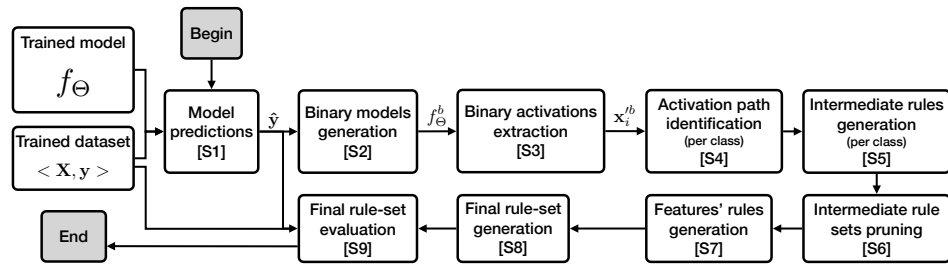 Begin
Trained model
f_Θ
Trained dataset
< X, y >
Model
predictions
[S1]
ŷ
Binary models
generation
[S2]
f_Θ^b
Binary activations
extraction
[S3]
x_i'^b
Activation path
identification
(per class)
[S4]
Intermediate rules
generation
(per class)
[S5]
Intermediate rule
sets pruning
[S6]
Features' rules
generation
[S7]
Final rule-set
generation
[S8]
Final rule-set
evaluation
[S9]
End